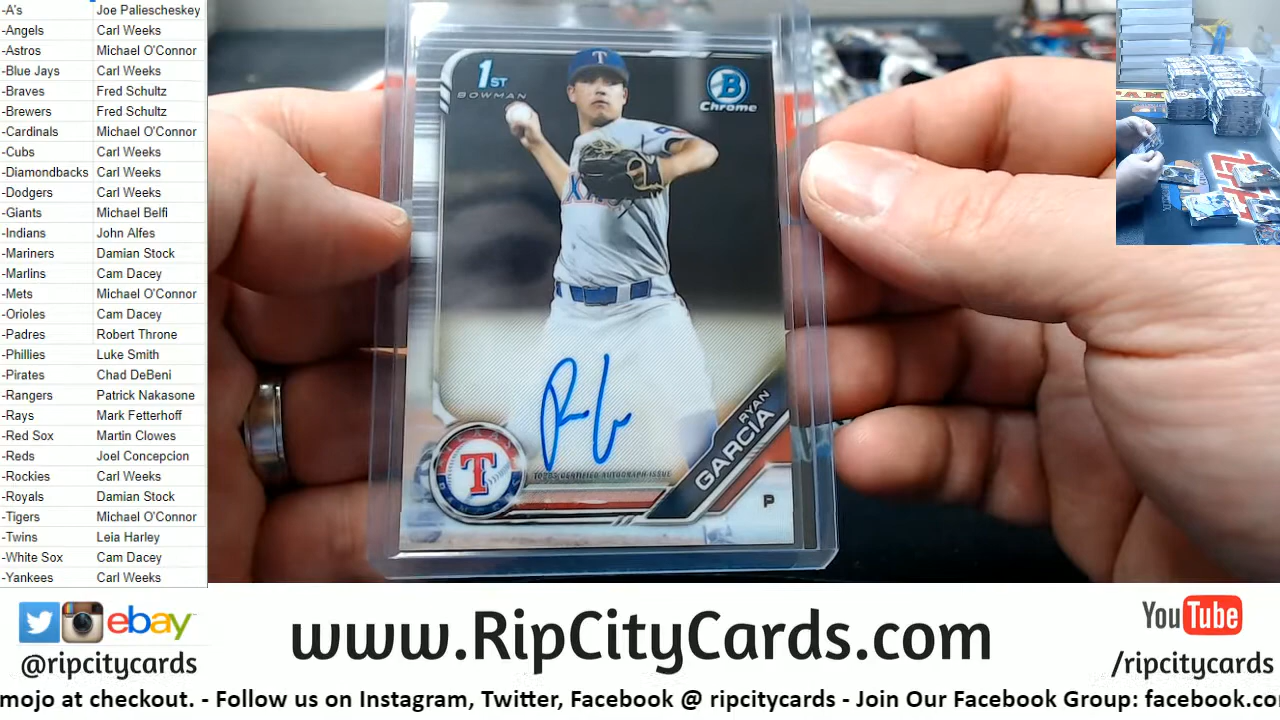 -A's Joe Paliescheskey
-Angels Carl Weeks
-Astros Michael O'Connor
-Blue Jays Carl Weeks
-Braves Fred Schultz
-Brewers Fred Schultz
-Cardinals Michael O'Connor
-Cubs Carl Weeks
-Diamondbacks Carl Weeks
-Dodgers Carl Weeks
-Giants Michael Belfi
-Indians John Alfes
-Mariners Damian Stock
-Marlins Cam Dacey
-Mets Michael O'Connor
-Orioles Cam Dacey
-Padres Robert Throne
-Phillies Luke Smith
-Pirates Chad DeBeni
-Rangers Patrick Nakasone
-Rays Mark Fetterhoff
-Red Sox Martin Clowes
-Reds Joel Concepcion
-Rockies Carl Weeks
-Royals Damian Stock
-Tigers Michael O'Connor
-Twins Leia Harley
-White Sox Cam Dacey
-Yankees Carl Weeks
1ST
BOWMAN
B
Chrome
T
TOPPS CERTIFIED AUTOGRAPH ISSUE
RYAN
GARCIA
P
T
ebay
@ripcitycards
www.RipCityCards.com
YouTube
/ripcitycards
mojo at checkout. - Follow us on Instagram, Twitter, Facebook @ ripcitycards - Join Our Facebook Group: facebook.co